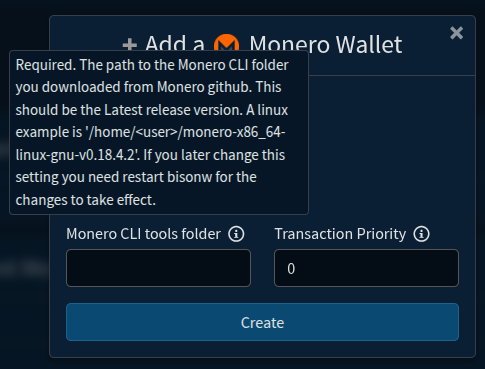 + Add a Monero Wallet
×
Required. The path to the Monero CLI folder
you downloaded from Monero github. This
should be the Latest release version. A linux
example is '/home/<user>/monero-x86_64-
linux-gnu-v0.18.4.2'. If you later change this
setting you need restart bisonw for the
changes to take effect.
Monero CLI tools folder
Transaction Priority
0
Create